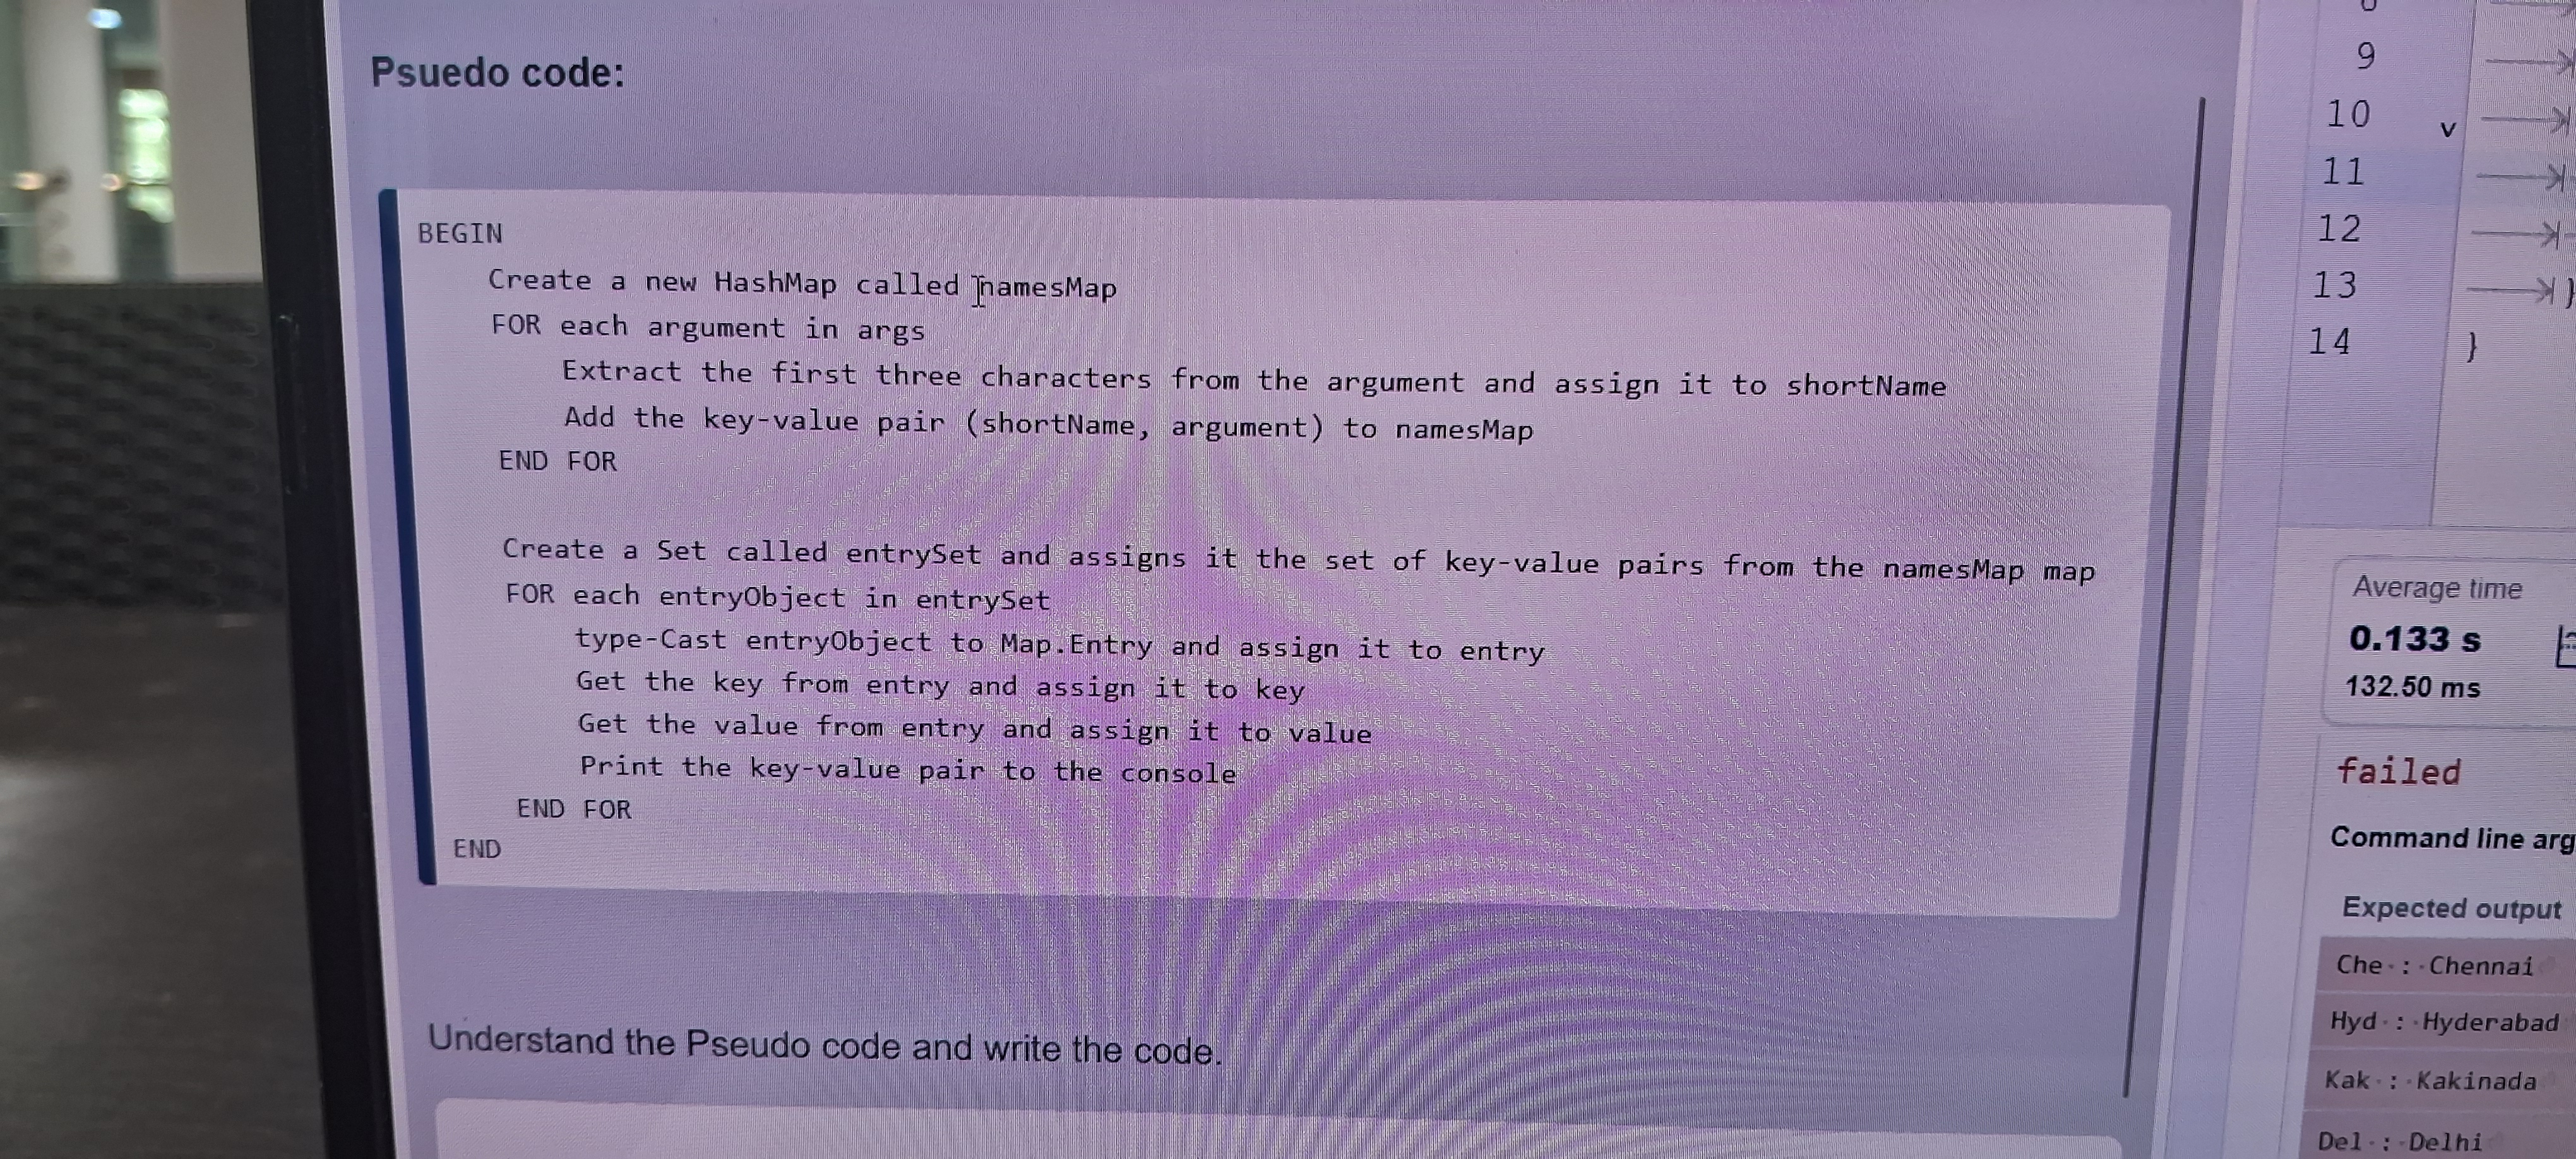 Psuedo code:
BEGIN
Create a new HashMap called namesMap
FOR each argument in args
Extract the first three characters from the argument and assign it to shortName
Add the key-value pair (shortName, argument) to namesMap
END FOR
Create a Set called entrySet and assigns it the set of key-value pairs from the namesMap map
FOR each entryObject in entrySet
type-Cast entryObject to Map.Entry and assign it to entry
Get the key from entry and assign it to key
Get the value from entry and assign it to value
Print the key-value pair to the console
END FOR
END
Understand the Pseudo code and write the code.
9
10
11
12
13 }
14 }
Average time
0.133 s
132.50 ms
failed
Command line arg
Expected output
Che : Chennai
Hyd : Hyderabad
Kak : Kakinada
Del : Delhi